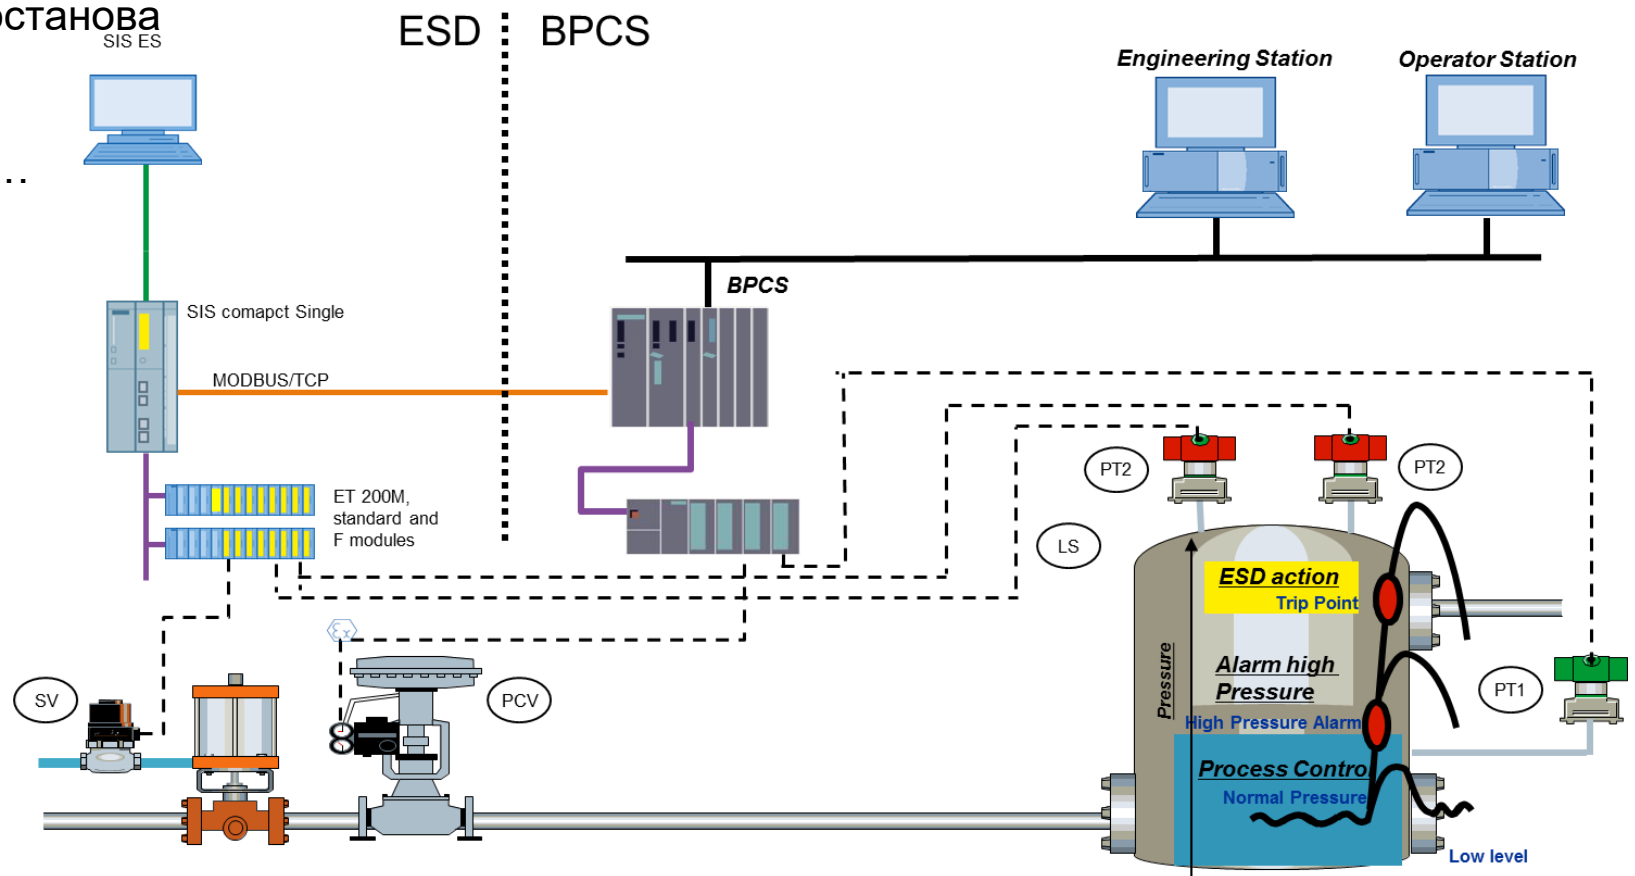 останова
SIS ES
ESD
BPCS
Engineering Station
Operator Station
..
SIS comapct Single
BPCS
MODBUS/TCP
PT2
PT2
ET 200M,
standard and
F modules
LS
ESD action
Trip Point
Ex
Pressure
Alarm high
Pressure
PT1
SV
PCV
High Pressure Alarm
Process Contro
Normal Pressure
Low level